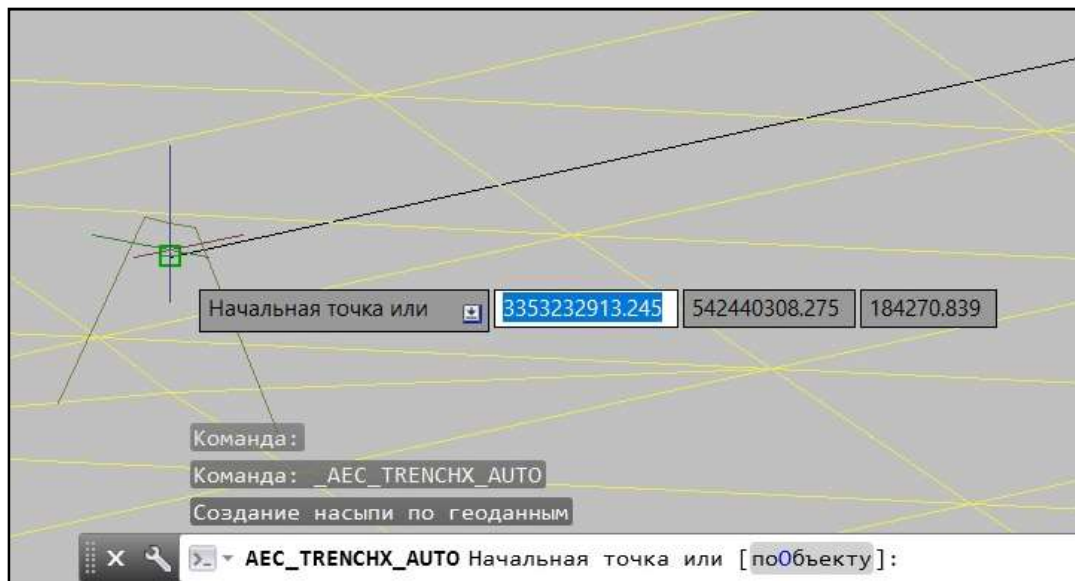 Начальная точка или 3353232913.245 542440308.275 184270.839
Команда:
Команда: _AEC_TRENCHX_AUTO
Создание насыпи по геоданным
AEC_TRENCHX_AUTO Начальная точка или [поОбъекту]: